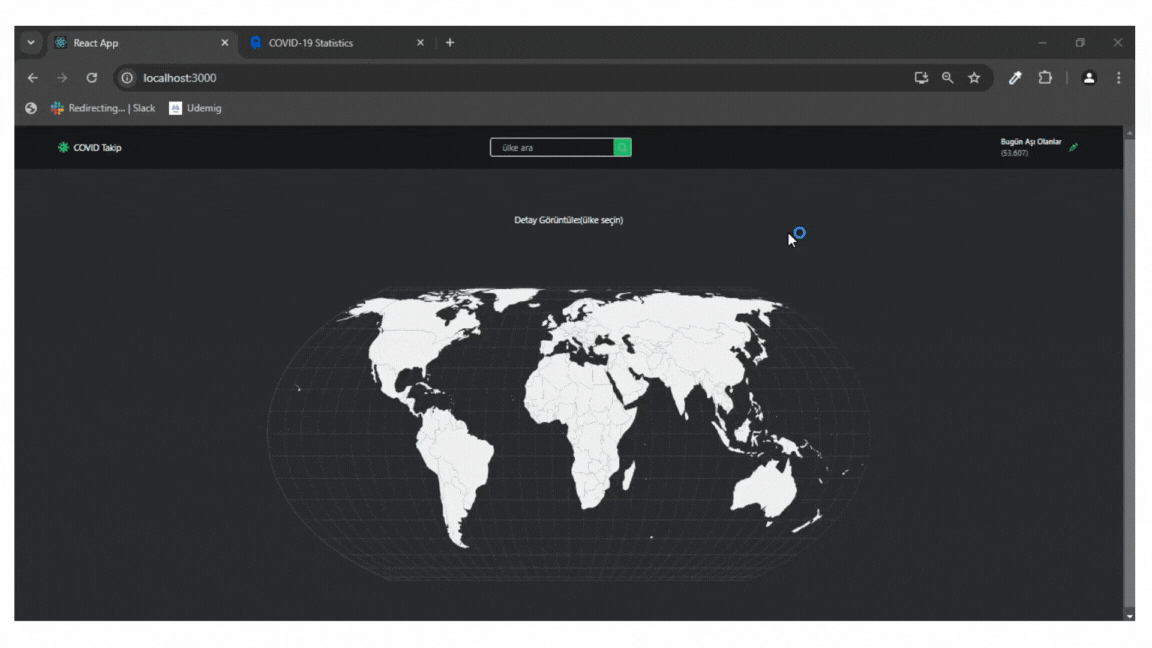 React App
COVID-19 Statistics
localhost:3000
Redirecting... | Slack
Udemig
COVID Takip
ülke ara
Bugün Aşı Olanlar
(53,607)
Detay Görüntüle:(ülke seçin)